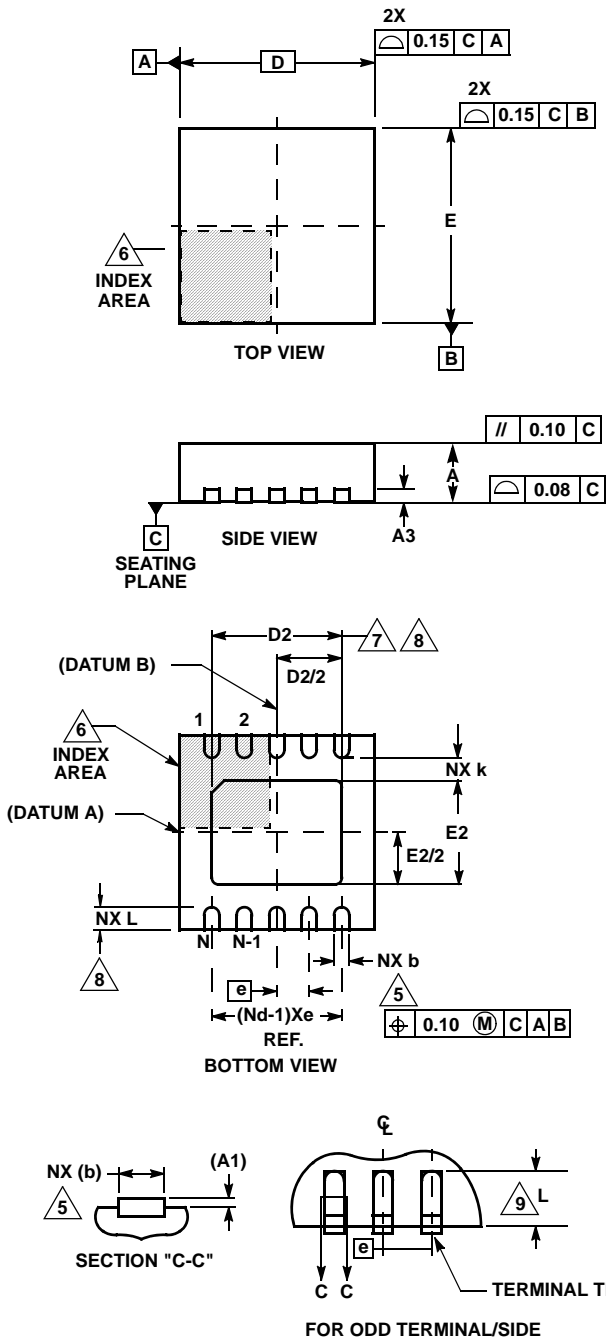 2X
⌓ 0.15 C A
A D
2X
⌓ 0.15 C B
E
6
INDEX
AREA
TOP VIEW
B
// 0.10 C
A
⌓ 0.08 C
C
SIDE VIEW
A3
SEATING
PLANE
D2
7 8
(DATUM B)
D2/2
6
INDEX
AREA
1 2
NX k
(DATUM A)
E2
E2/2
NX L
8
N N-1
NX b
e
5
(Nd-1)Xe
REF.
⌖ 0.10 Ⓜ C A B
BOTTOM VIEW
℄
NX (b)
(A1)
5
9 L
e
SECTION "C-C"
C C
TERMINAL T
FOR ODD TERMINAL/SIDE